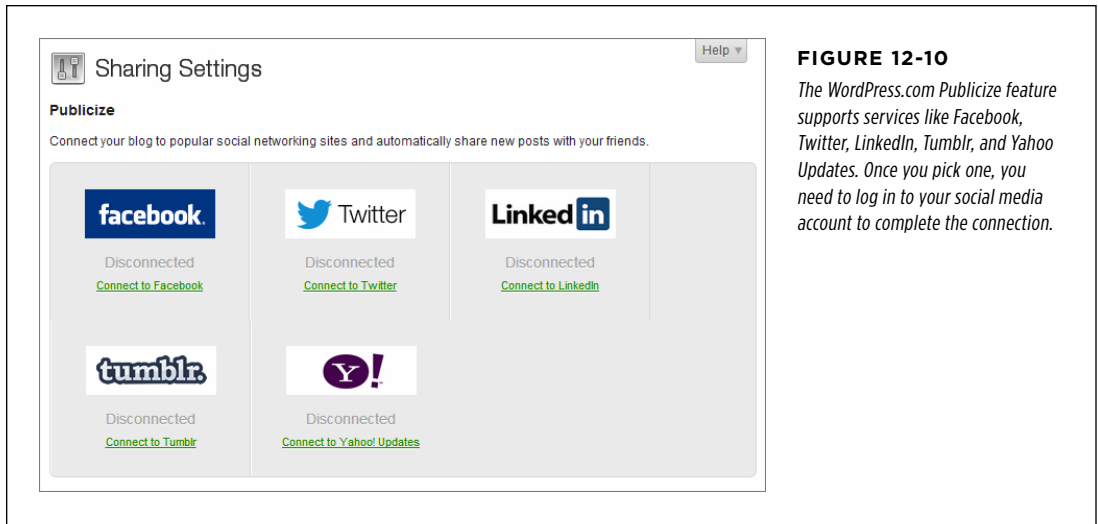 Help
Sharing Settings
Publicize
Connect your blog to popular social networking sites and automatically share new posts with your friends.
facebook.
Twitter
Linked in
Disconnected
Disconnected
Disconnected
Connect to Facebook
Connect to Twitter
Connect to LinkedIn
tumblr.
Y!
Disconnected
Disconnected
Connect to Tumblr
Connect to Yahoo! Updates
FIGURE 12-10
The WordPress.com Publicize feature
supports services like Facebook,
Twitter, LinkedIn, Tumblr, and Yahoo
Updates. Once you pick one, you
need to log in to your social media
account to complete the connection.